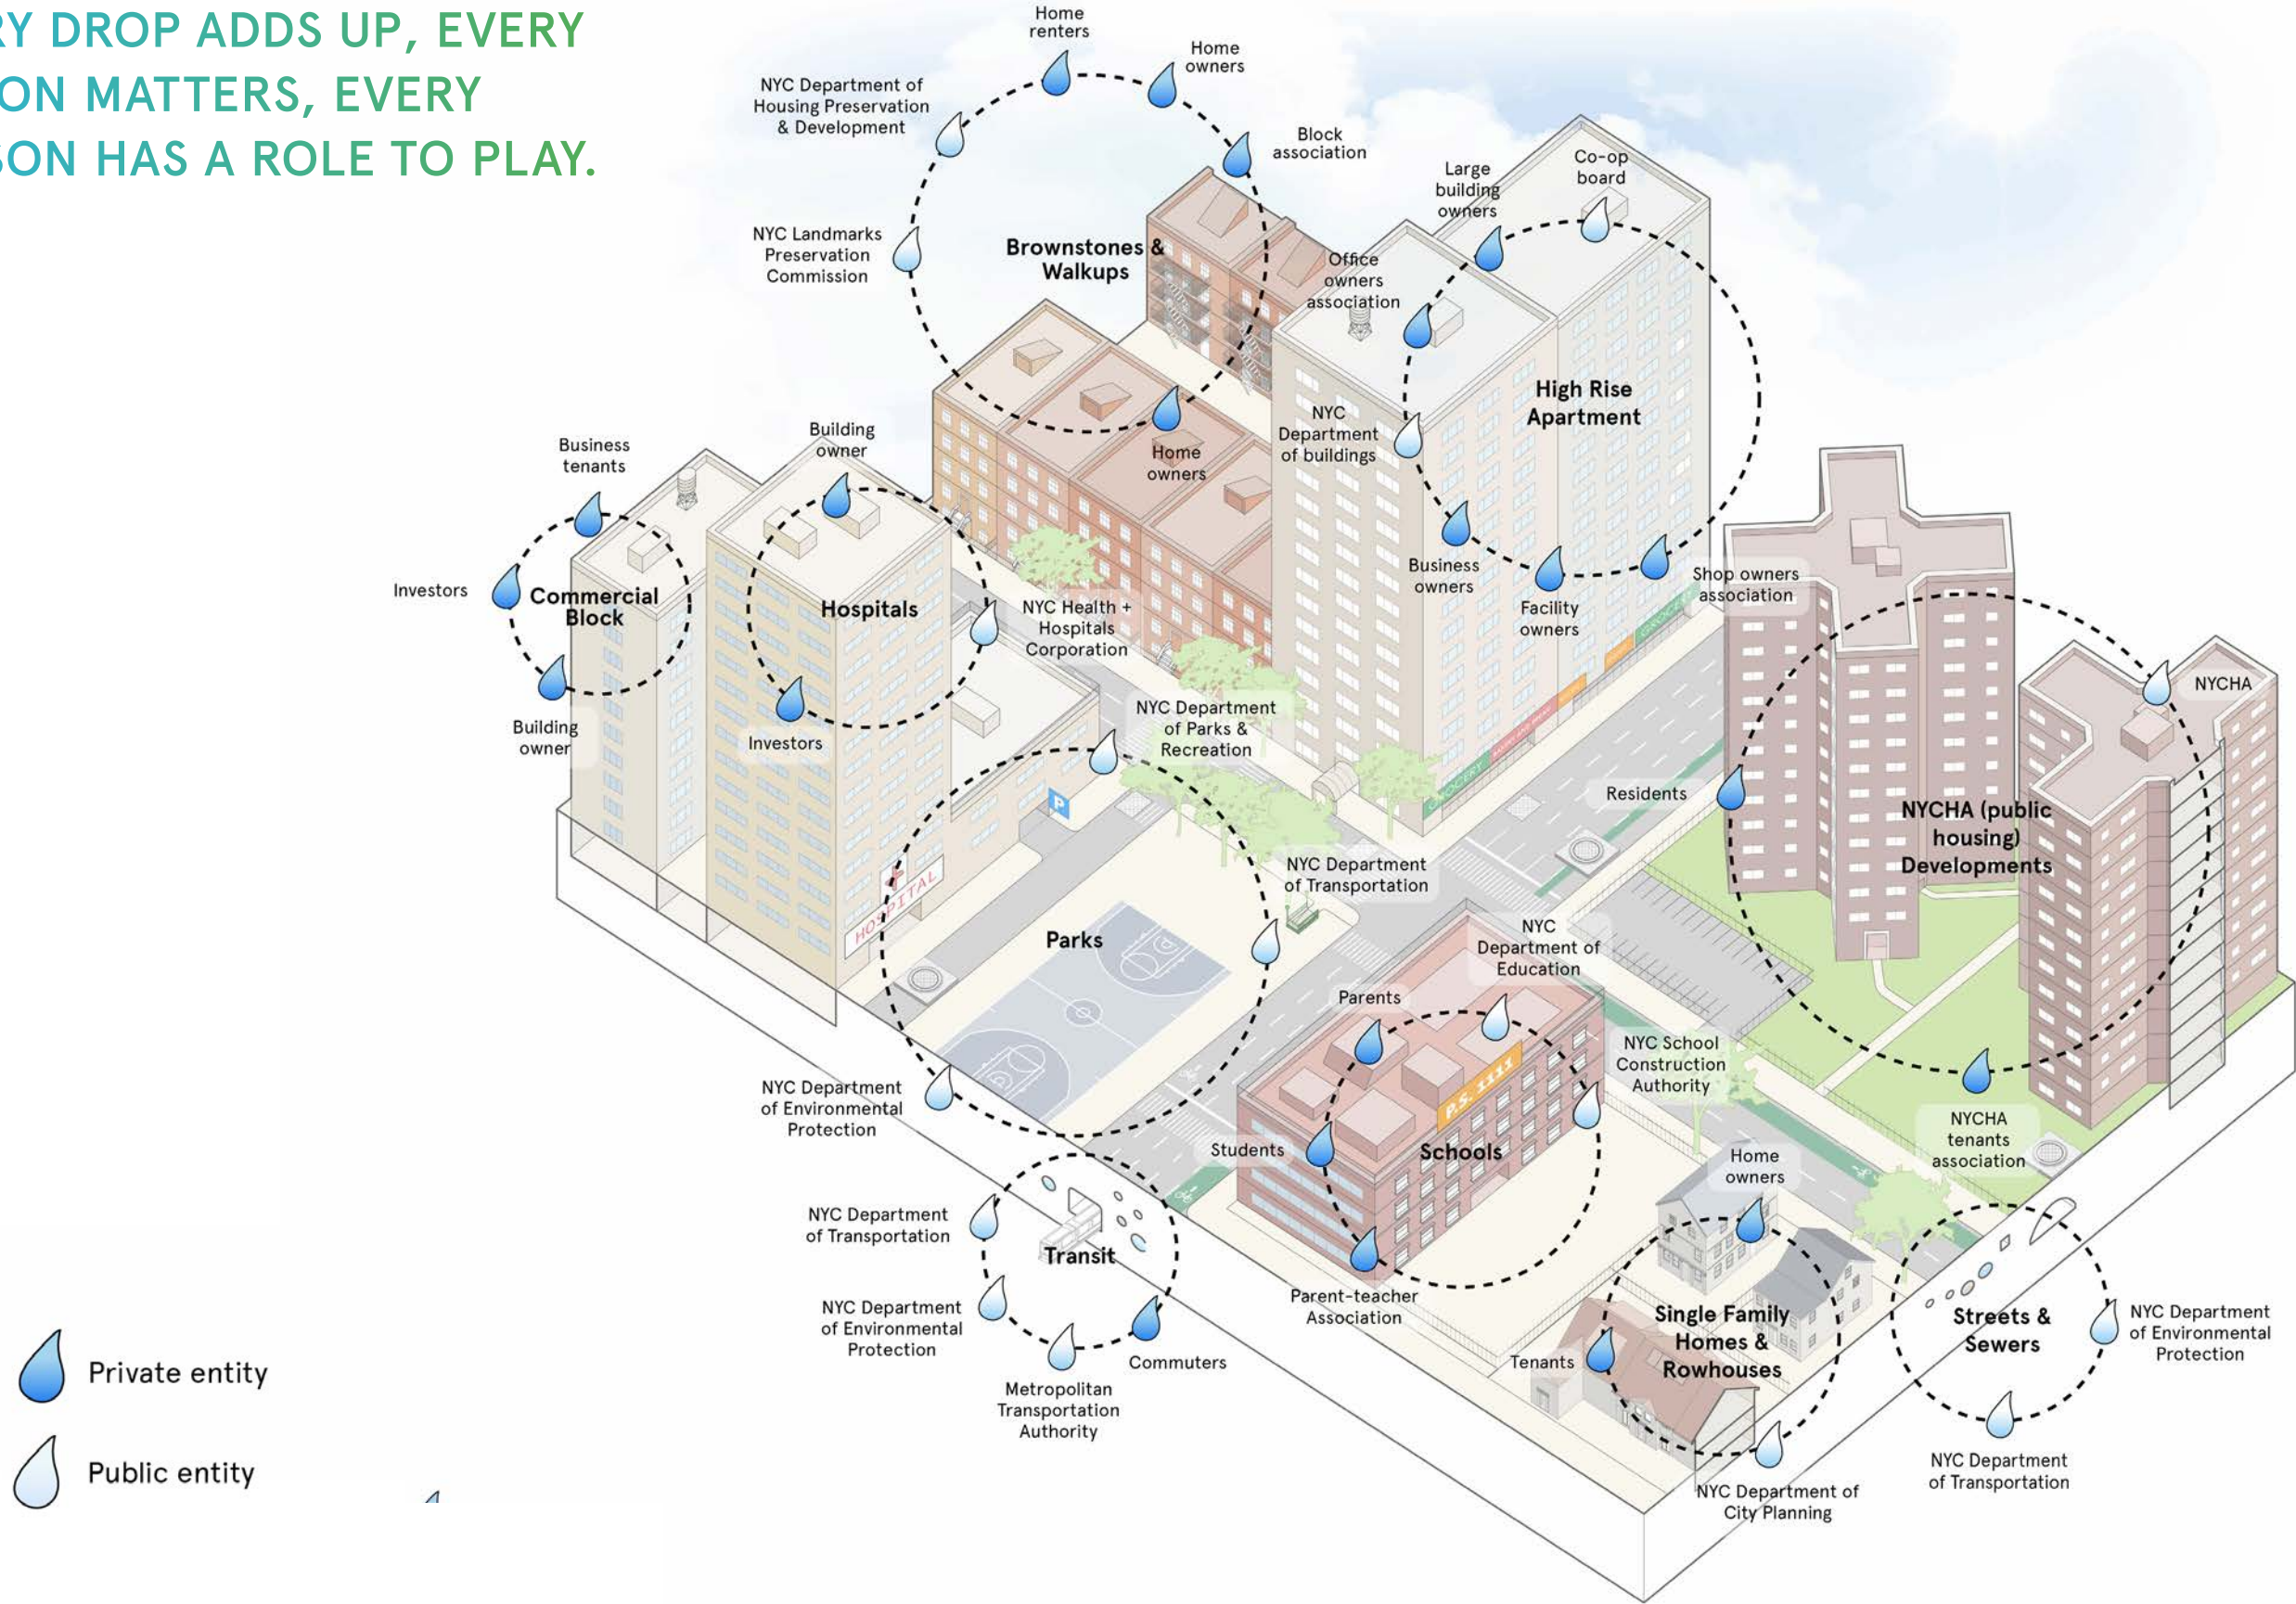 RY DROP ADDS UP, EVERY
ON MATTERS, EVERY
SON HAS A ROLE TO PLAY.
Home
renters
Home
owners
NYC Department of
Housing Preservation
& Development
Block
association
NYC Landmarks
Preservation
Commission
Brownstones &
Walkups
Home
owners
Large
building
owners
Co-op
board
Office
owners
association
High Rise
Apartment
NYC
Department
of buildings
Business
owners
Facility
owners
Shop owners
association
Business
tenants
Investors
Commercial
Block
Building
owner
Building
owner
Hospitals
NYC Health +
Hospitals
Corporation
Investors
NYC Department
of Parks &
Recreation
P
HOSPITAL
GROCERY
Parks
NYC Department
of Transportation
NYC Department
of Environmental
Protection
NYCHA
Residents
NYCHA (public
housing)
Developments
NYCHA
tenants
association
NYC
Department of
Education
Parents
NYC School
Construction
Authority
P.S. 1111
Students
Schools
Parent-teacher
Association
NYC Department
of Transportation
Transit
NYC Department
of Environmental
Protection
Commuters
Metropolitan
Transportation
Authority
Home
owners
Single Family
Homes &
Rowhouses
Tenants
NYC Department of
City Planning
Streets &
Sewers
NYC Department
of Environmental
Protection
NYC Department
of Transportation
Private entity
Public entity